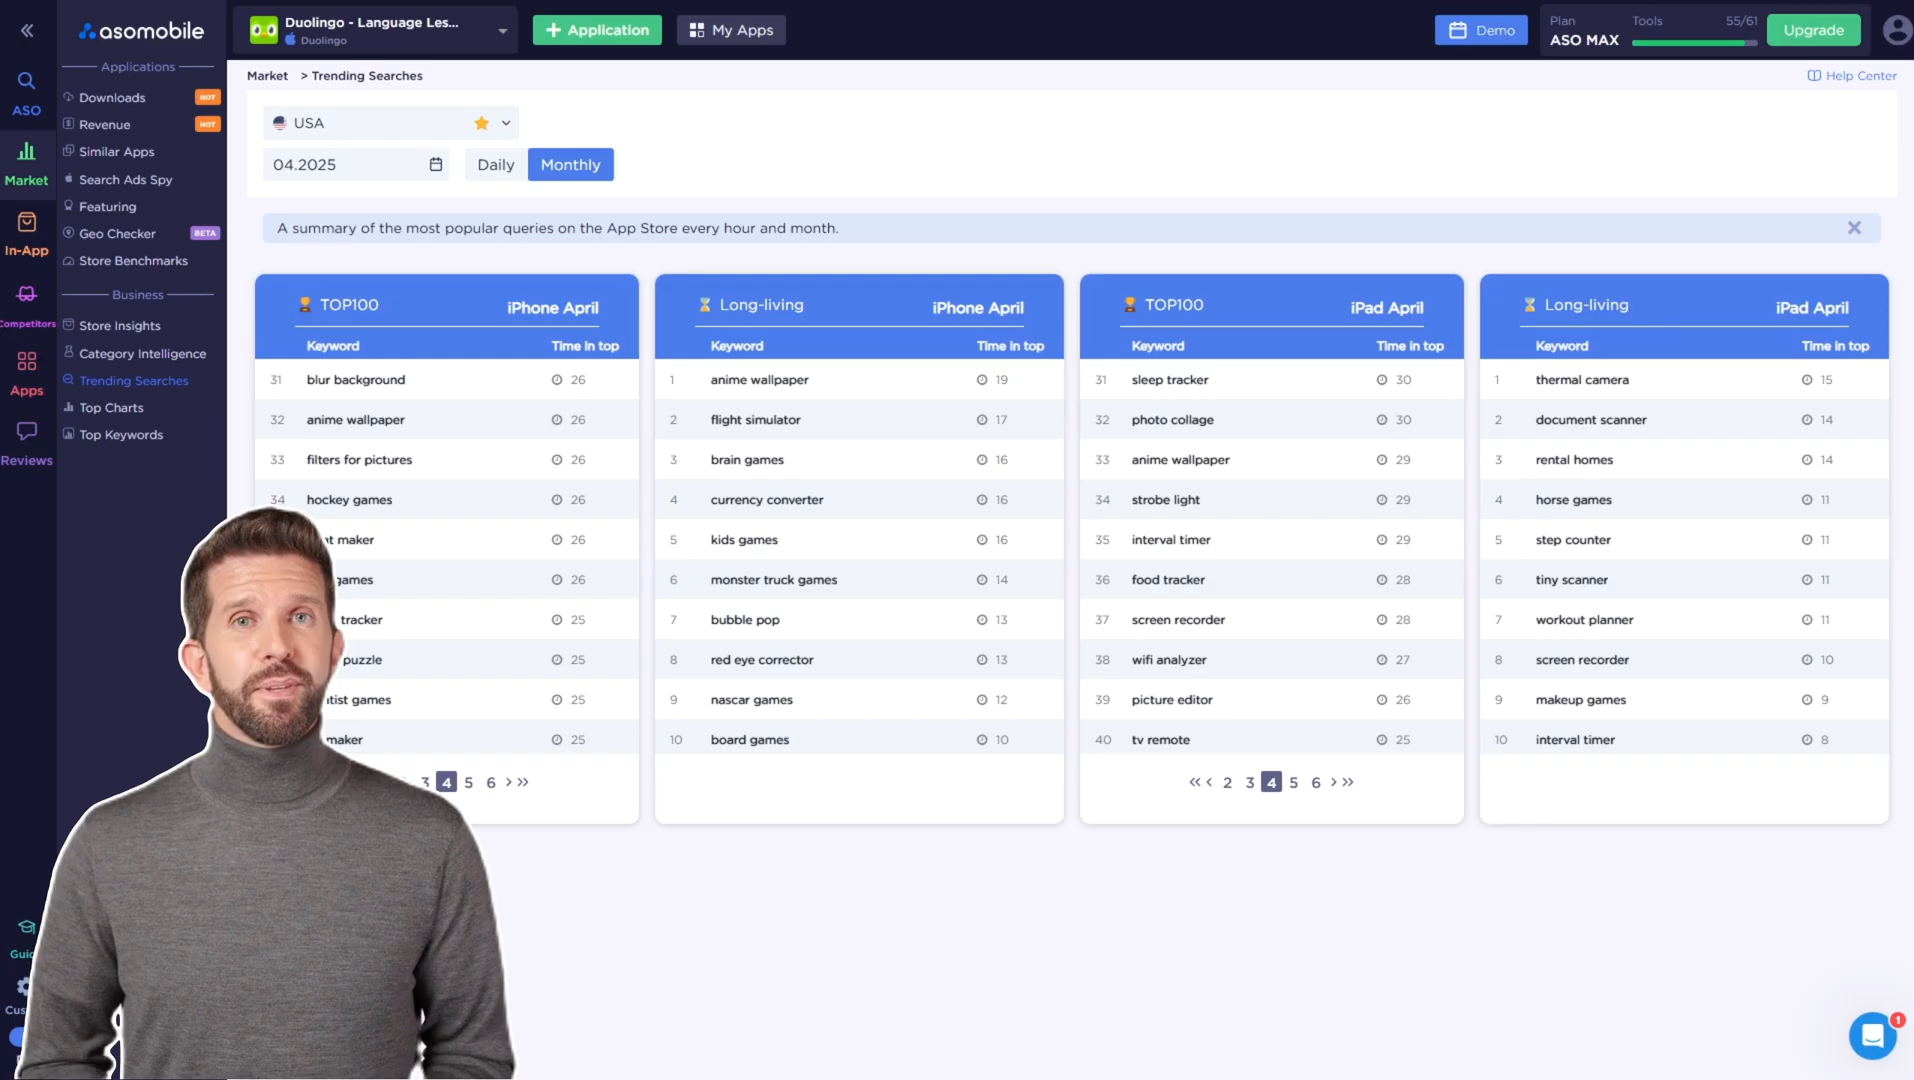 asomobile
Duolingo - Language Les...
Duolingo
Application
My Apps
Demo
Plan
ASO MAX
Tools
55/61
Upgrade
ASO
Market
In-App
Competitors
Apps
Reviews
Applications
Downloads HOT
Revenue HOT
Similar Apps
Search Ads Spy
Featuring
Geo Checker BETA
Store Benchmarks
Business
Store Insights
Category Intelligence
Trending Searches
Top Charts
Top Keywords
Market > Trending Searches
Help Center
USA
04.2025
Daily Monthly
A summary of the most popular queries on the App Store every hour and month.
TOP100 iPhone April
Keyword Time in top
31 blur background 26
32 anime wallpaper 26
33 filters for pictures 26
34 hockey games 26
maker 26
games 26
tracker 25
puzzle 25
games 25
maker 25
3 4 5 6 > >>
Long-living iPhone April
Keyword Time in top
1 anime wallpaper 19
2 flight simulator 17
3 brain games 16
4 currency converter 16
5 kids games 16
6 monster truck games 14
7 bubble pop 13
8 red eye corrector 13
9 nascar games 12
10 board games 10
TOP100 iPad April
Keyword Time in top
31 sleep tracker 30
32 photo collage 30
33 anime wallpaper 29
34 strobe light 29
35 interval timer 29
36 food tracker 28
37 screen recorder 28
38 wifi analyzer 27
39 picture editor 26
40 tv remote 25
<< < 2 3 4 5 6 > >>
Long-living iPad April
Keyword Time in top
1 thermal camera 15
2 document scanner 14
3 rental homes 14
4 horse games 11
5 step counter 11
6 tiny scanner 11
7 workout planner 11
8 screen recorder 10
9 makeup games 9
10 interval timer 8
1